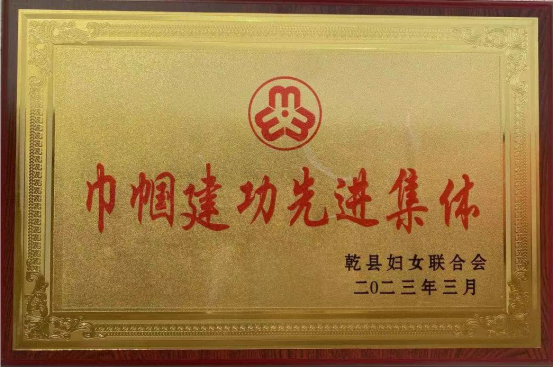 巾帼建功先进集体
乾县妇女联合会
二0二三年三月